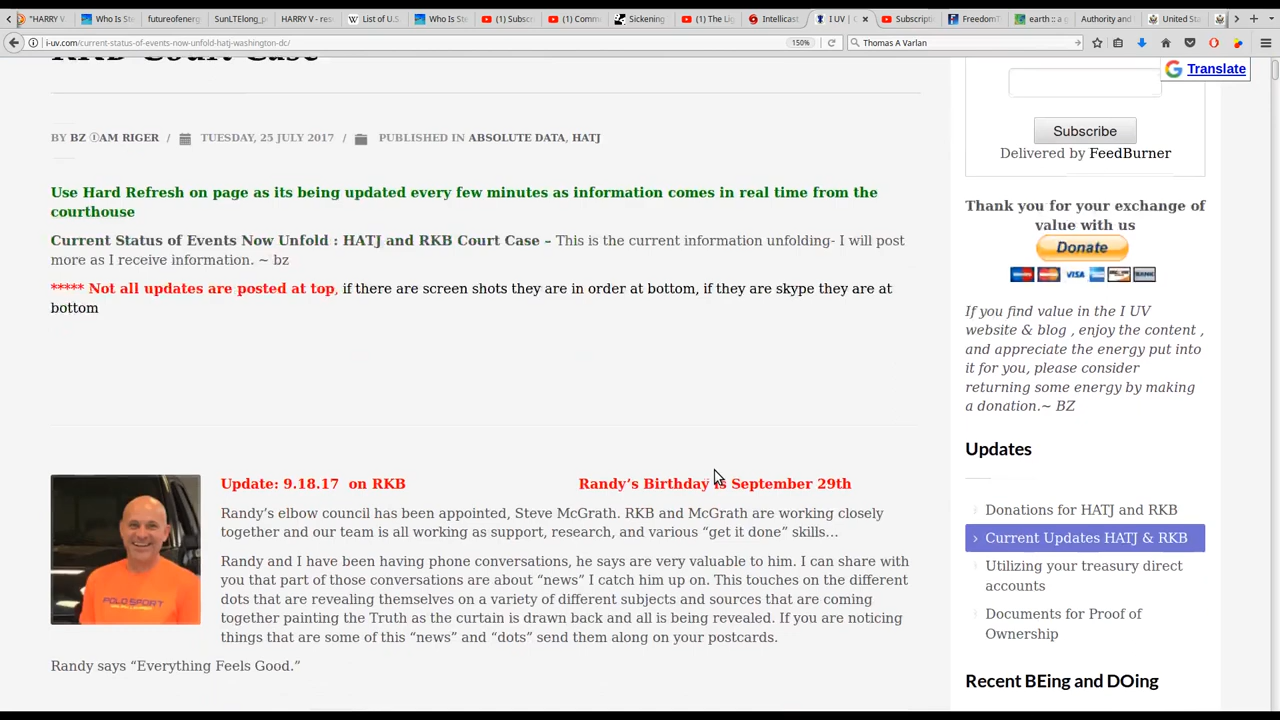 "HARRY V
Who Is Ste
futureofenerg
SunLTElong_p
HARRY V - res
List of U.S.
Who Is Ste
(1) Subsc
(1) Comm
Sickening
(1) The Lig
Intellicast
I UV |
Subscripti
FreedomT
earth :: a g
Authority and
United Sta
i-uv.com/current-status-of-events-now-unfold-hatj-washington-dc/
150%
Thomas A Varlan
RKB Court Case
BY BZ ⒾAM RIGER / TUESDAY, 25 JULY 2017 / PUBLISHED IN ABSOLUTE DATA, HATJ
Use Hard Refresh on page as its being updated every few minutes as information comes in real time from the
courthouse
Current Status of Events Now Unfold : HATJ and RKB Court Case – This is the current information unfolding- I will post
more as I receive information. ~ bz
***** Not all updates are posted at top, if there are screen shots they are in order at bottom, if they are skype they are at
bottom
Update: 9.18.17 on RKB
Randy's Birthday is September 29th
Randy's elbow council has been appointed, Steve McGrath. RKB and McGrath are working closely
together and our team is all working as support, research, and various "get it done" skills…
Randy and I have been having phone conversations, he says are very valuable to him. I can share with
you that part of those conversations are about "news" I catch him up on. This touches on the different
dots that are revealing themselves on a variety of different subjects and sources that are coming
together painting the Truth as the curtain is drawn back and all is being revealed. If you are noticing
things that are some of this "news" and "dots" send them along on your postcards.
POLO SPORT
Randy says "Everything Feels Good."
Translate
Subscribe
Delivered by FeedBurner
Thank you for your exchange of
value with us
Donate
VISA
If you find value in the I UV
website & blog , enjoy the content ,
and appreciate the energy put into
it for you, please consider
returning some energy by making
a donation.~ BZ
Updates
Donations for HATJ and RKB
Current Updates HATJ & RKB
Utilizing your treasury direct
accounts
Documents for Proof of
Ownership
Recent BEing and DOing